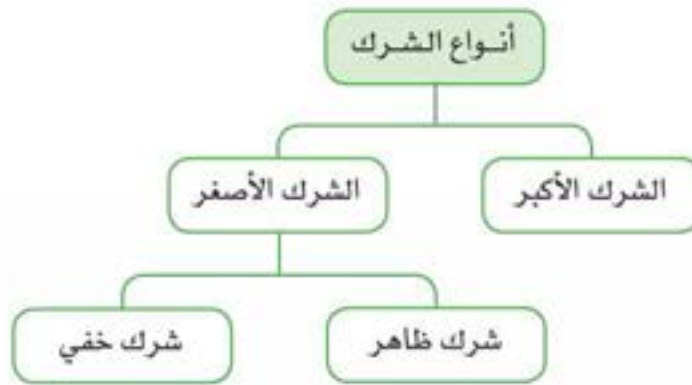 أنواع الشرك
الشرك الأكبر
الشرك الأصغر
شرك ظاهر
شرك خفي